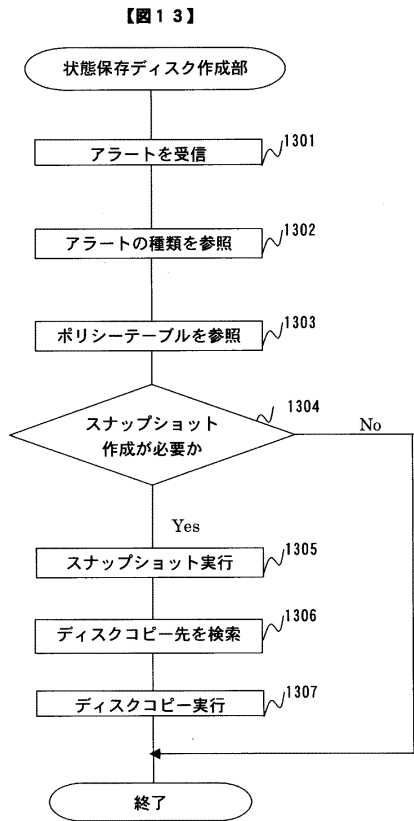 【図13】
状態保存ディスク作成部
アラートを受信
1301
アラートの種類を参照
1302
ポリシーテーブルを参照
1303
スナップショット
作成が必要か
1304
No
Yes
スナップショット実行
1305
ディスクコピー先を検索
1306
ディスクコピー実行
1307
終了